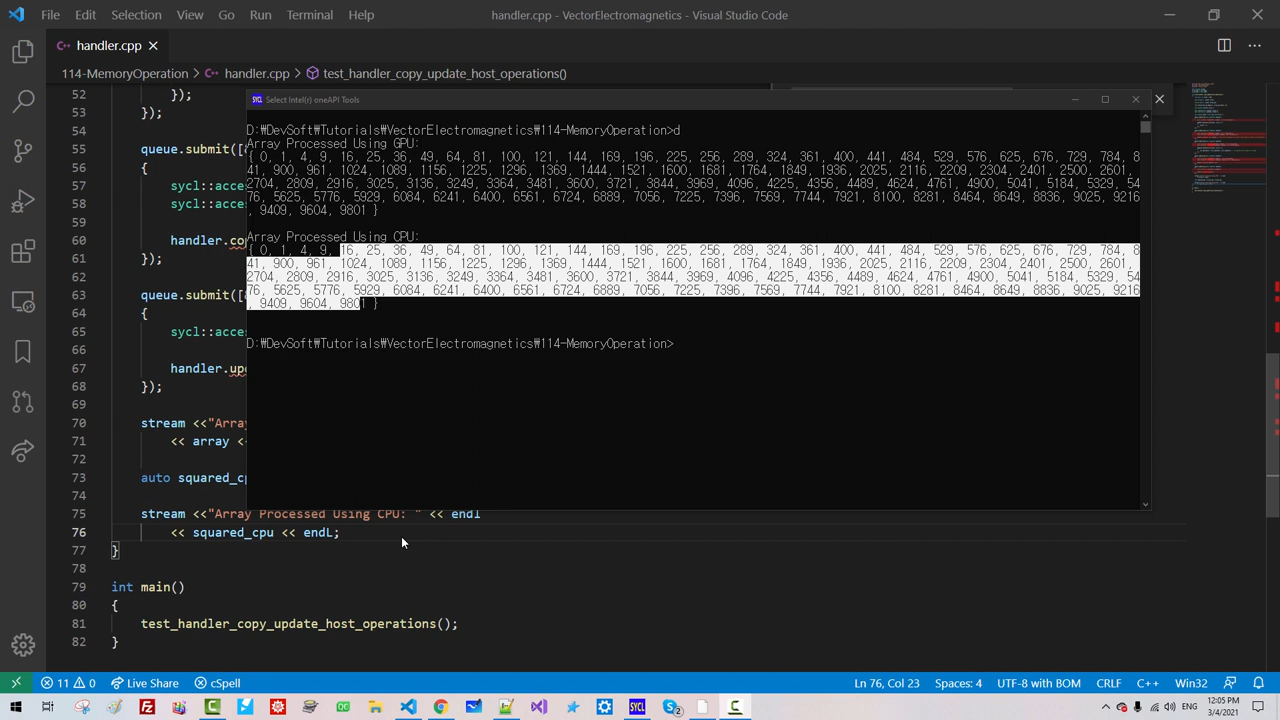 File Edit Selection View Go Run Terminal Help handler.cpp - VectorElectromagnetics - Visual Studio Code
handler.cpp
114-MemoryOperation > handler.cpp > test_handler_copy_update_host_operations()
Select Intel(r) oneAPI Tools
D:₩DevSoft₩Tutorials₩VectorElectromagnetics₩114-MemoryOperation>
Array Processed Using GPU:
{ 0, 1, 4, 9, 16, 25, 36, 49, 64, 81, 100, 121, 144, 169, 196, 225, 256, 289, 324, 361, 400, 441, 484, 529, 576, 625, 676, 729, 784, 8
41, 900, 961, 1024, 1089, 1156, 1225, 1296, 1369, 1444, 1521, 1600, 1681, 1764, 1849, 1936, 2025, 2116, 2209, 2304, 2401, 2500, 2601,
2704, 2809, 2916, 3025, 3136, 3249, 3364, 3481, 3600, 3721, 3844, 3969, 4096, 4225, 4356, 4489, 4624, 4761, 4900, 5041, 5184, 5329, 54
76, 5625, 5776, 5929, 6084, 6241, 6400, 6561, 6724, 6889, 7056, 7225, 7396, 7569, 7744, 7921, 8100, 8281, 8464, 8649, 8836, 9025, 9216
, 9409, 9604, 9801 }
Array Processed Using CPU:
{ 0, 1, 4, 9, 16, 25, 36, 49, 64, 81, 100, 121, 144, 169, 196, 225, 256, 289, 324, 361, 400, 441, 484, 529, 576, 625, 676, 729, 784, 8
41, 900, 961, 1024, 1089, 1156, 1225, 1296, 1369, 1444, 1521, 1600, 1681, 1764, 1849, 1936, 2025, 2116, 2209, 2304, 2401, 2500, 2601,
2704, 2809, 2916, 3025, 3136, 3249, 3364, 3481, 3600, 3721, 3844, 3969, 4096, 4225, 4356, 4489, 4624, 4761, 4900, 5041, 5184, 5329, 54
76, 5625, 5776, 5929, 6084, 6241, 6400, 6561, 6724, 6889, 7056, 7225, 7396, 7569, 7744, 7921, 8100, 8281, 8464, 8649, 8836, 9025, 9216
, 9409, 9604, 9801 }
D:₩DevSoft₩Tutorials₩VectorElectromagnetics₩114-MemoryOperation>
52 });
53 });
54
55 queue.submit([
56 {
57 sycl::acce
58 sycl::acce
59
60 handler.co
61 });
62
63 queue.submit([
64 {
65 sycl::acce
66
67 handler.up
68 });
69
70 stream <<"Arra
71 << array <
72
73 auto squared_cp
74
75 stream <<"Array Processed Using CPU: " << endl
76 << squared_cpu << endL;
77 }
78
79 int main()
80 {
81 test_handler_copy_update_host_operations();
82 }
11 0 Live Share cSpell Ln 76, Col 23 Spaces: 4 UTF-8 with BOM CRLF C++ Win32
ENG 12:05 PM
3/4/2021